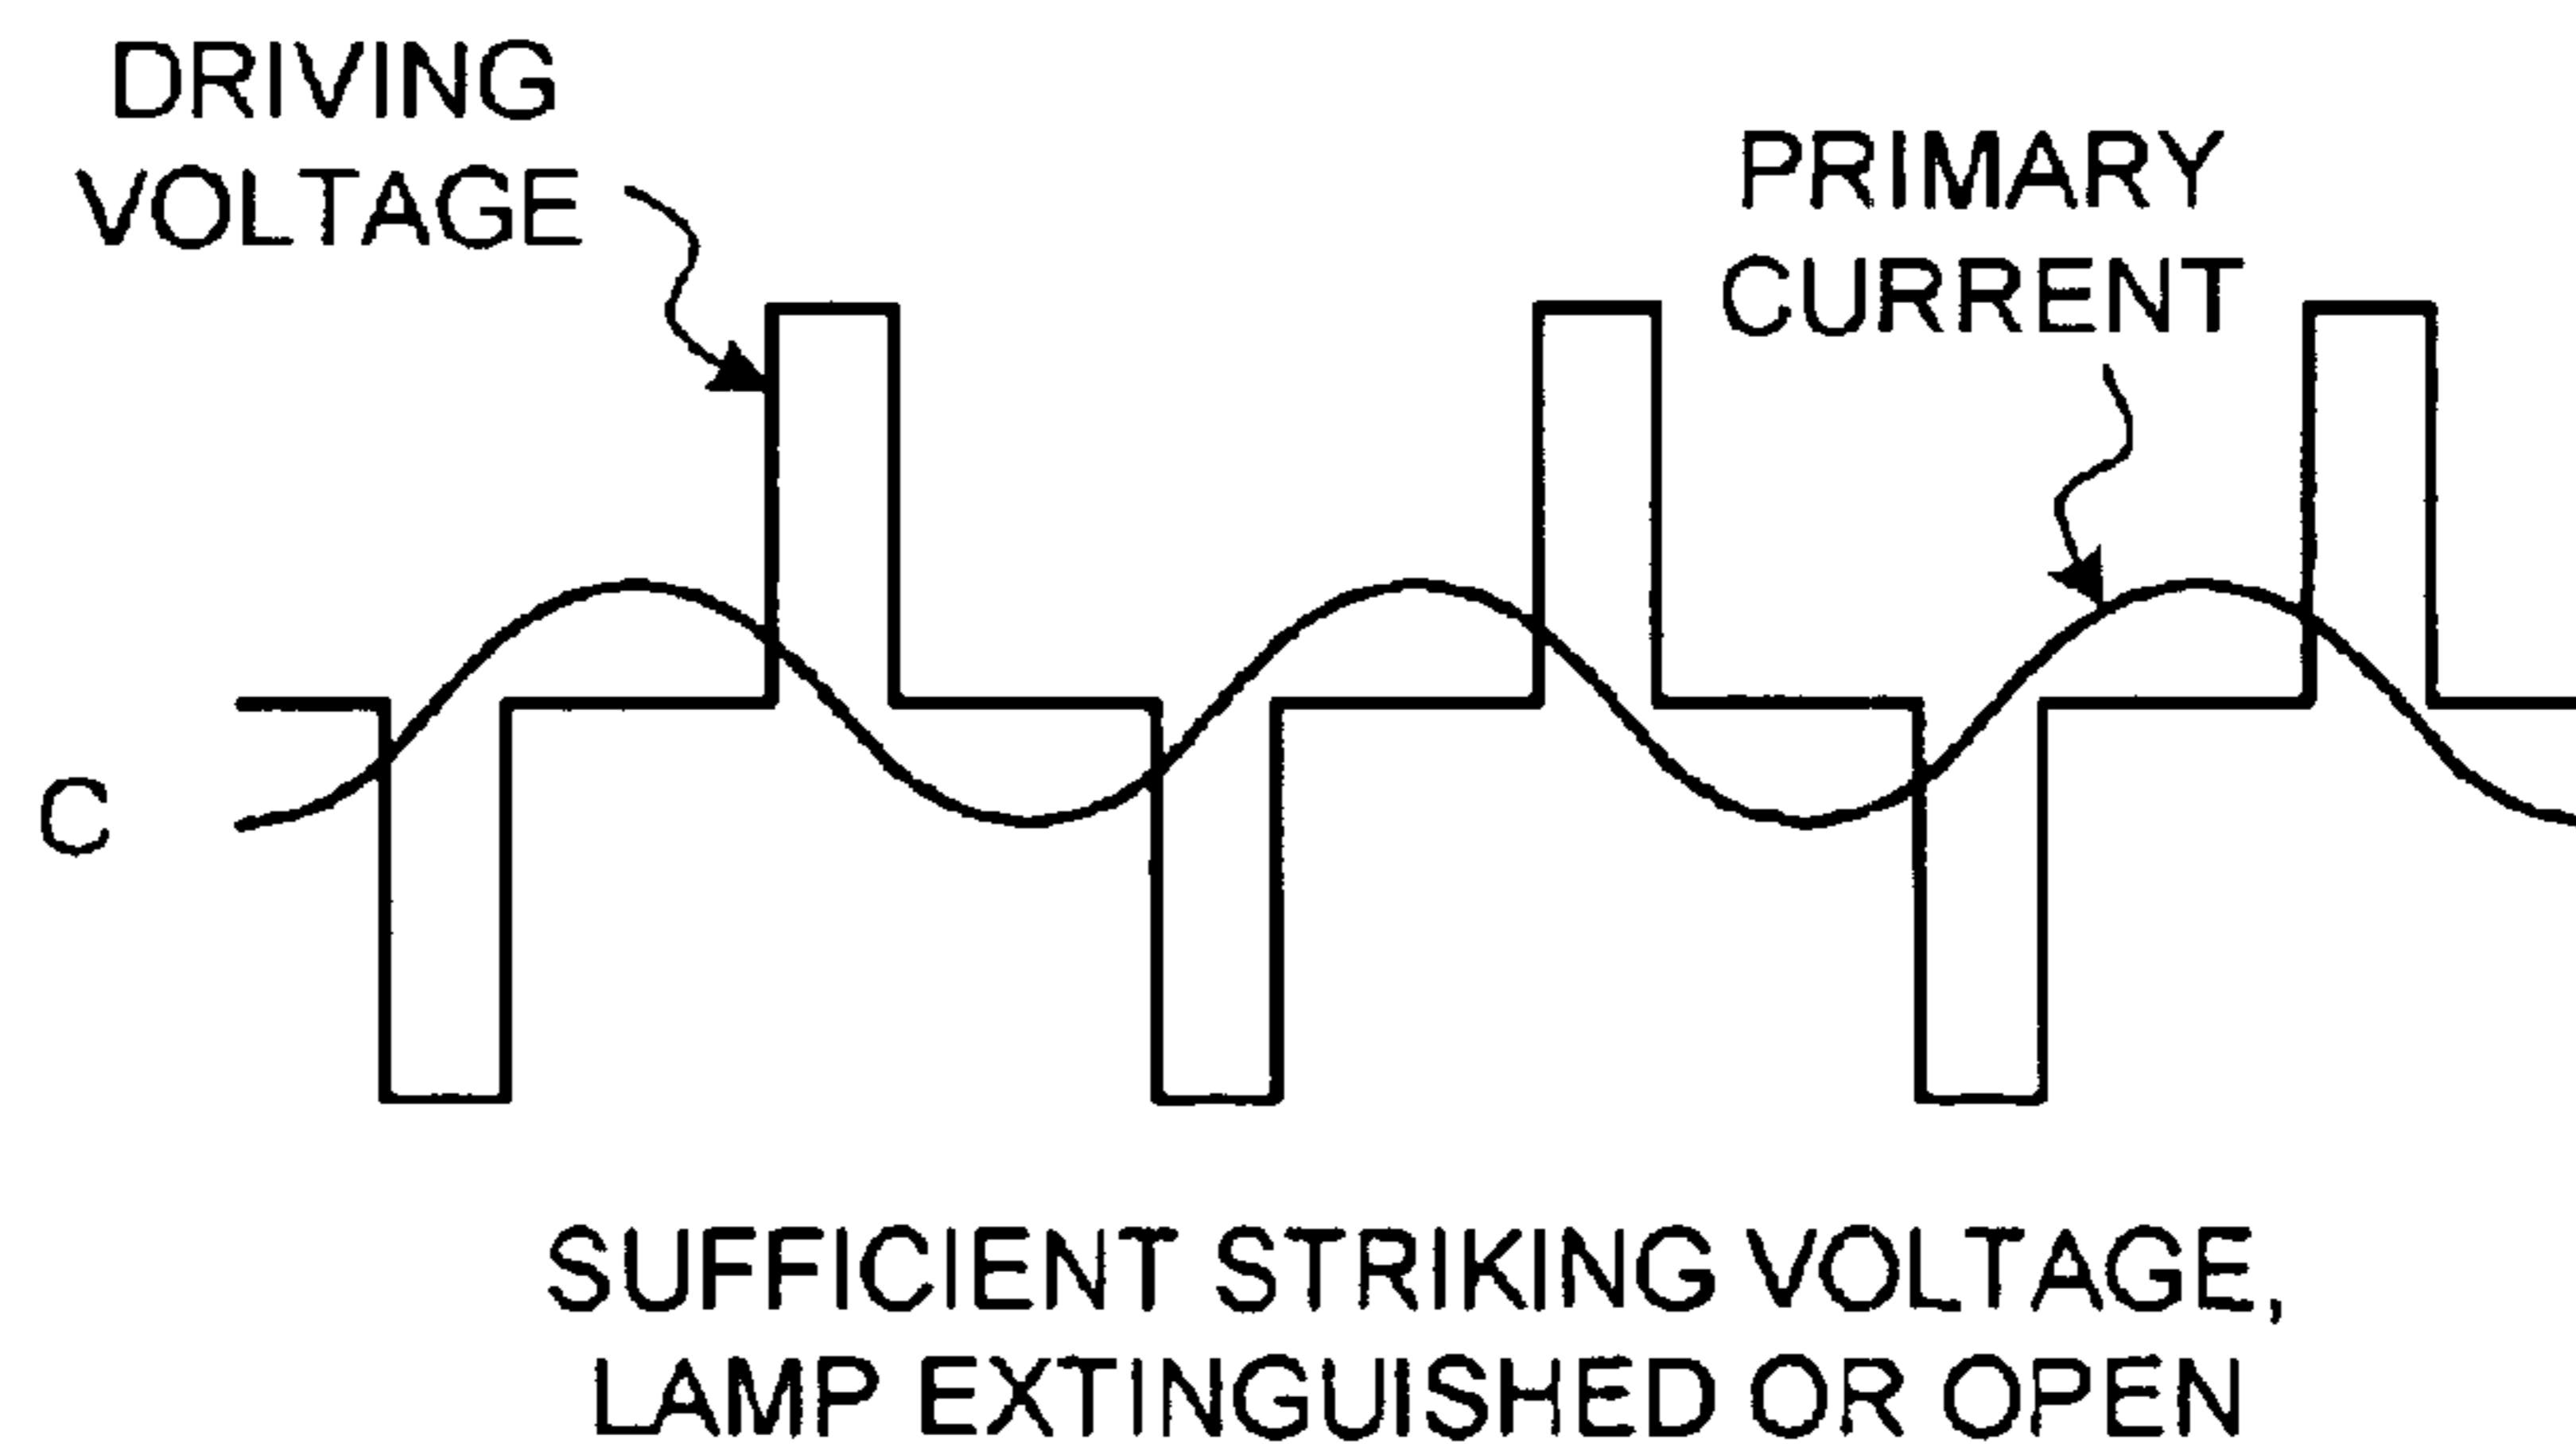 DRIVING
VOLTAGE
PRIMARY
CURRENT
C
SUFFICIENT STRIKING VOLTAGE,
LAMP EXTINGUISHED OR OPEN